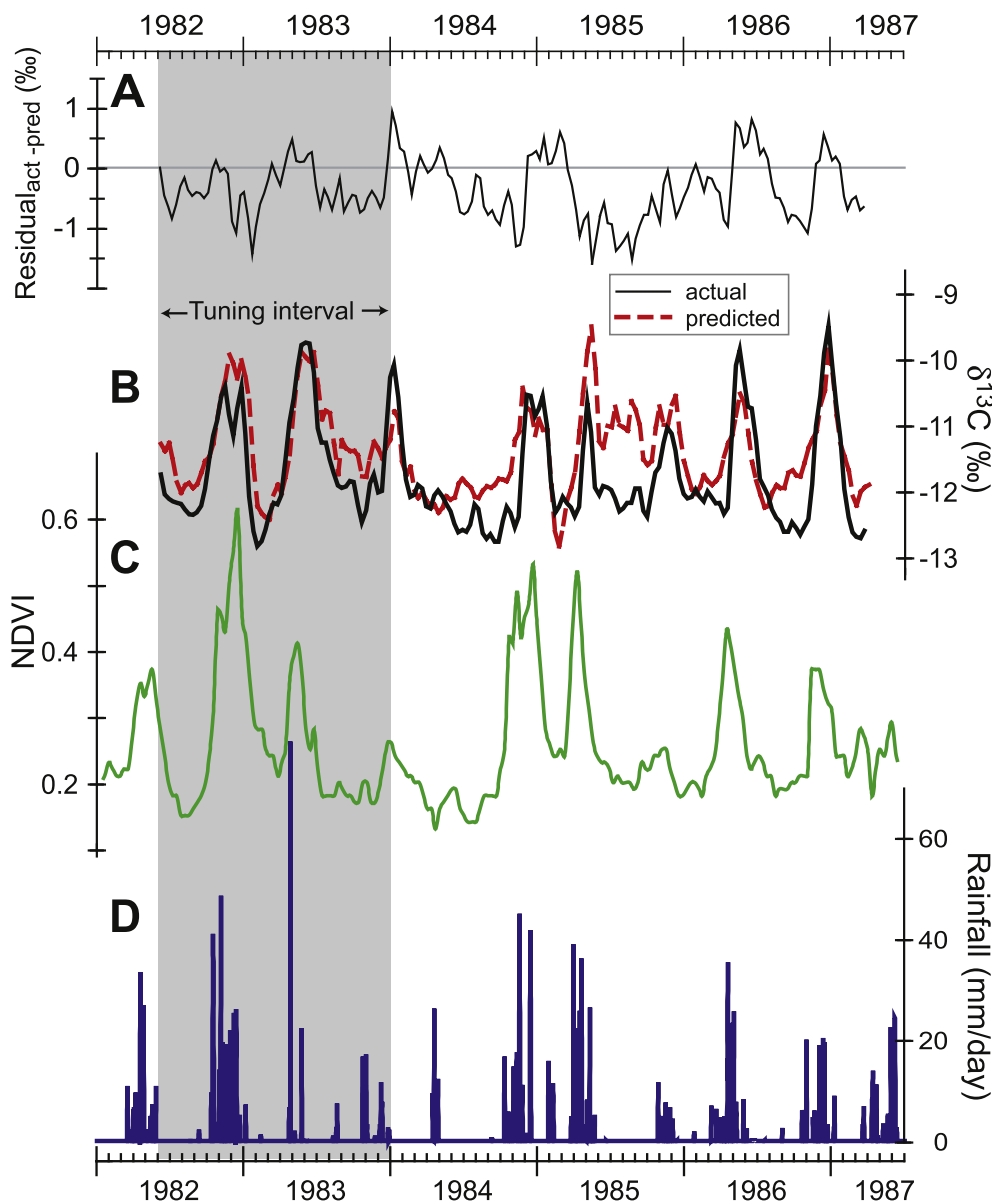 1982 1983 1984 1985 1986 1987
A
Residual act -pred (‰)
1
0
-1
← Tuning interval →
actual
predicted
B
-9
-10
-11
-12
-13
δ13C (‰)
C
NDVI
0.6
0.4
0.2
D
60
40
20
0
Rainfall (mm/day)
1982 1983 1984 1985 1986 1987